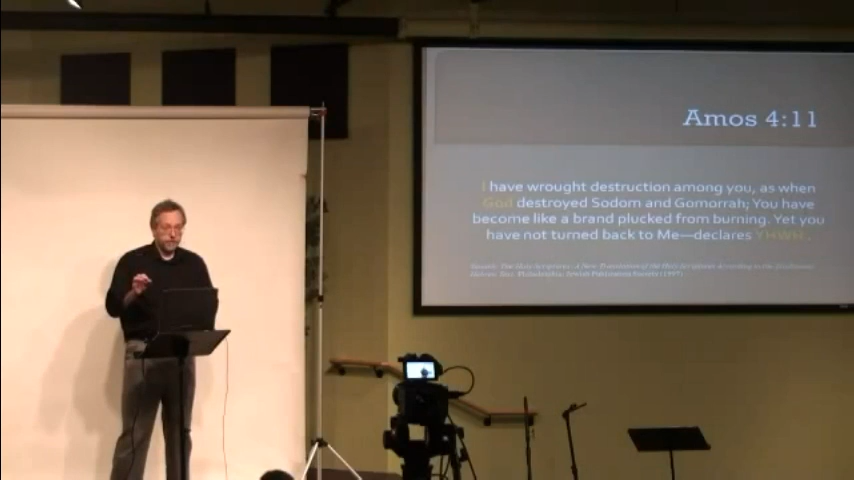 Amos 4:11
I have wrought destruction among you, as when
God destroyed Sodom and Gomorrah; You have
become like a brand plucked from burning. Yet you
have not turned back to Me—declares YHWH.